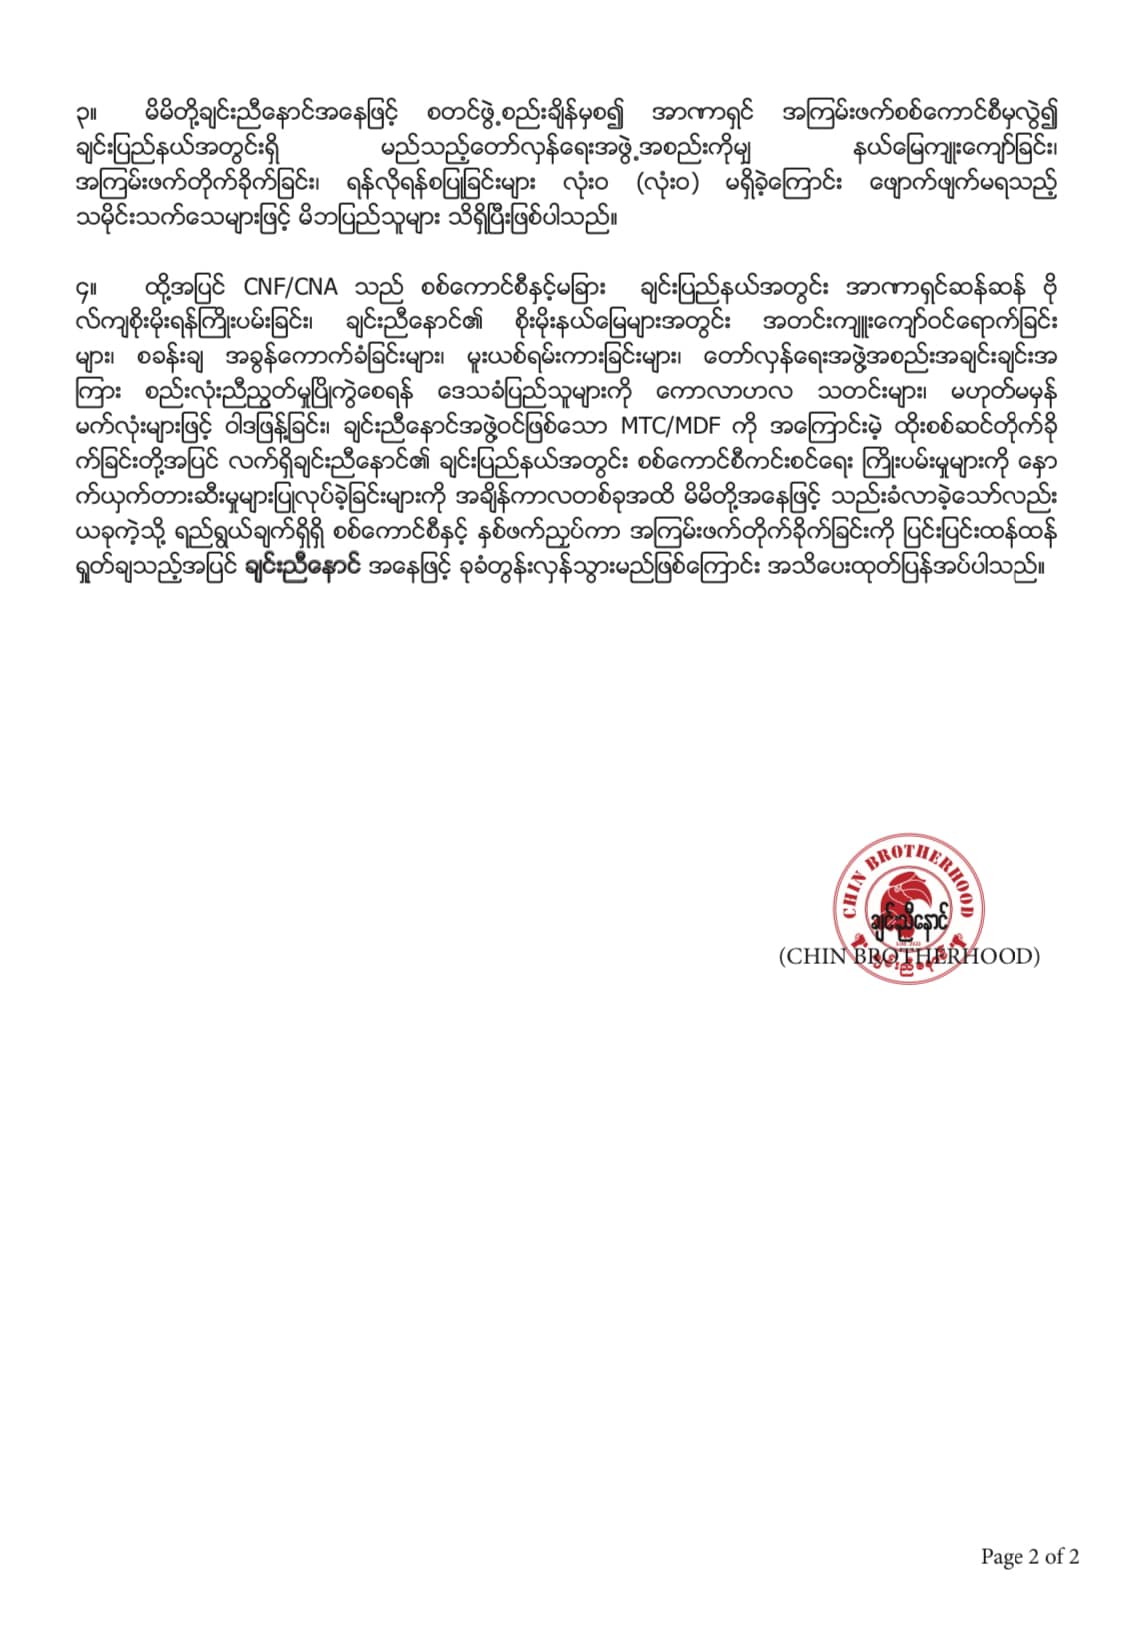 ၃။ မိမိတို့ချင်းညီနောင်အနေဖြင့် စတင်ဖွဲ့စည်းချိန်မှစ၍ အာဏာရှင် အကြမ်းဖက်စစ်ကောင်စီမှလွဲ၍
ချင်းပြည်နယ်အတွင်းရှိ မည်သည့်တော်လှန်ရေးအဖွဲ့အစည်းကိုမျှ နယ်မြေကျုးကျော်ခြင်း၊
အကြမ်းဖက်တိုက်ခိုက်ခြင်း၊ ရန်လိုရန်စပြုခြင်းများ လုံးဝ (လုံးဝ) မရှိခဲ့ကြောင်း ဖျောက်ဖျက်မရသည့်
သမိုင်းသက်သေများဖြင့် မိဘပြည်သူများ သိရှိပြီးဖြစ်ပါသည်။
၄။ ထို့အပြင် CNF/CNA သည် စစ်ကောင်စီနှင့်မခြား ချင်းပြည်နယ်အတွင်း အာဏာရှင်ဆန်ဆန် ဗို
လ်ကျစိုးမိုးရန်ကြိုးပမ်းခြင်း၊ ချင်းညီနောင်၏ စိုးမိုးနယ်မြေများအတွင်း အတင်းကျူးကျော်ဝင်ရောက်ခြင်း
များ၊ စခန်းချ အခွန်ကောက်ခံခြင်းများ၊ မူးယစ်ရမ်းကားခြင်းများ၊ တော်လှန်ရေးအဖွဲ့အစည်းအချင်းချင်းအ
ကြား စည်းလုံးညီညွတ်မှုပြိုကွဲစေရန် ဒေသခံပြည်သူများကို ကောလာဟလ သတင်းများ၊ မဟုတ်မမှန်
မက်လုံးများဖြင့် ဝါဒဖြန့်ခြင်း၊ ချင်းညီနောင်အဖွဲ့ဝင်ဖြစ်သော MTC/MDF ကို အကြောင်းမဲ့ ထိုးစစ်ဆင်တိုက်ခို
က်ခြင်းတို့အပြင် လက်ရှိချင်းညီနောင်၏ ချင်းပြည်နယ်အတွင်း စစ်ကောင်စီကင်းစင်ရေး ကြိုးပမ်းမှုများကို နှော
က်ယှက်တားဆီးမှုများပြုလုပ်ခဲ့ခြင်းများကို အချိန်ကာလတစ်ခုအထိ မိမိတို့အနေဖြင့် သည်းခံလာခဲ့သော်လည်း
ယခုကဲ့သို့ ရည်ရွယ်ချက်ရှိရှိ စစ်ကောင်စီနှင့် နှစ်ဖက်ညှပ်ကာ အကြမ်းဖက်တိုက်ခိုက်ခြင်းကို ပြင်းပြင်းထန်ထန်
ရှုတ်ချသည့်အပြင် ချင်းညီနောင် အနေဖြင့် ခုခံတွန်းလှန်သွားမည်ဖြစ်ကြောင်း အသိပေးထုတ်ပြန်အပ်ပါသည်။
CHIN BROTHERHOOD
ချင်းညီနောင်
(CHIN BROTHERHOOD)
Page 2 of 2